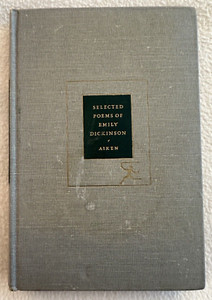 SELECTED
POEMS OF
EMILY
DICKINSON
AIKEN